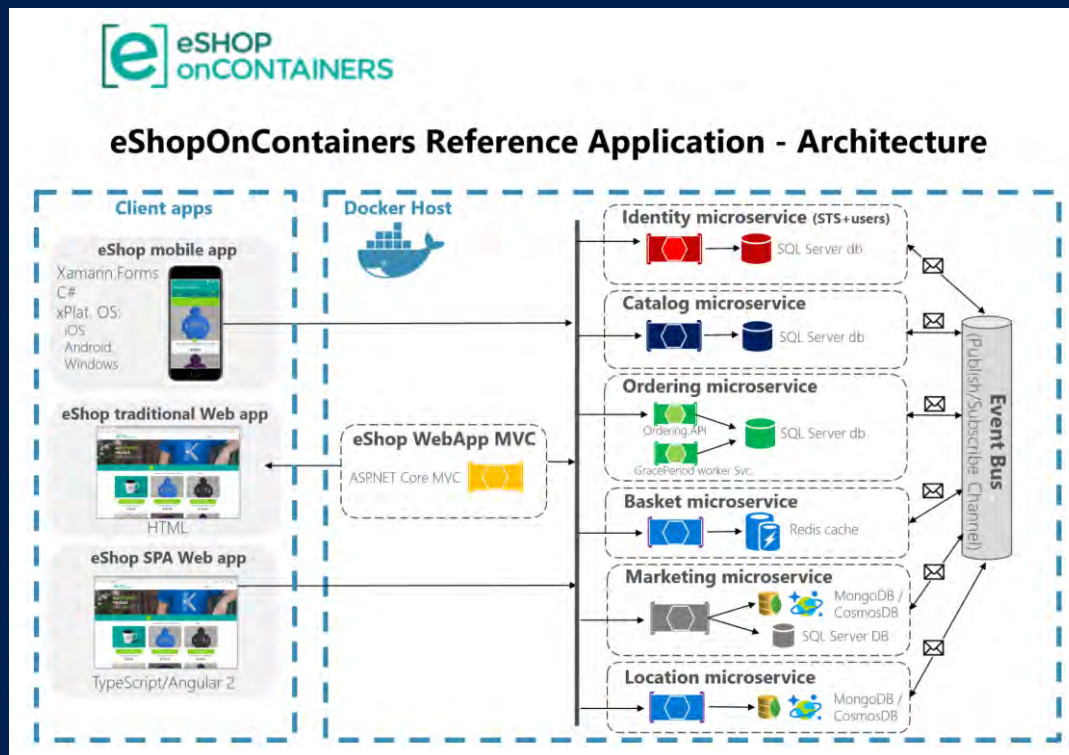 [e] eSHOP
onCONTAINERS
eShopOnContainers Reference Application - Architecture
Client apps
eShop mobile app
Xamarin.Forms
C#
xPlat. OS:
iOS
Android
Windows
eShop traditional Web app
HTML
eShop SPA Web app
TypeScript/Angular 2
Docker Host
eShop WebApp MVC
ASP.NET Core MVC
Identity microservice (STS+users)
SQL Server db
Catalog microservice
SQL Server db
Ordering microservice
Ordering API
SQL Server db
GracePeriod worker Svc.
Basket microservice
Redis cache
Marketing microservice
MongoDB /
CosmosDB
SQL Server DB
Location microservice
MongoDB /
CosmosDB
Event Bus
(Publish/Subscribe Channel)